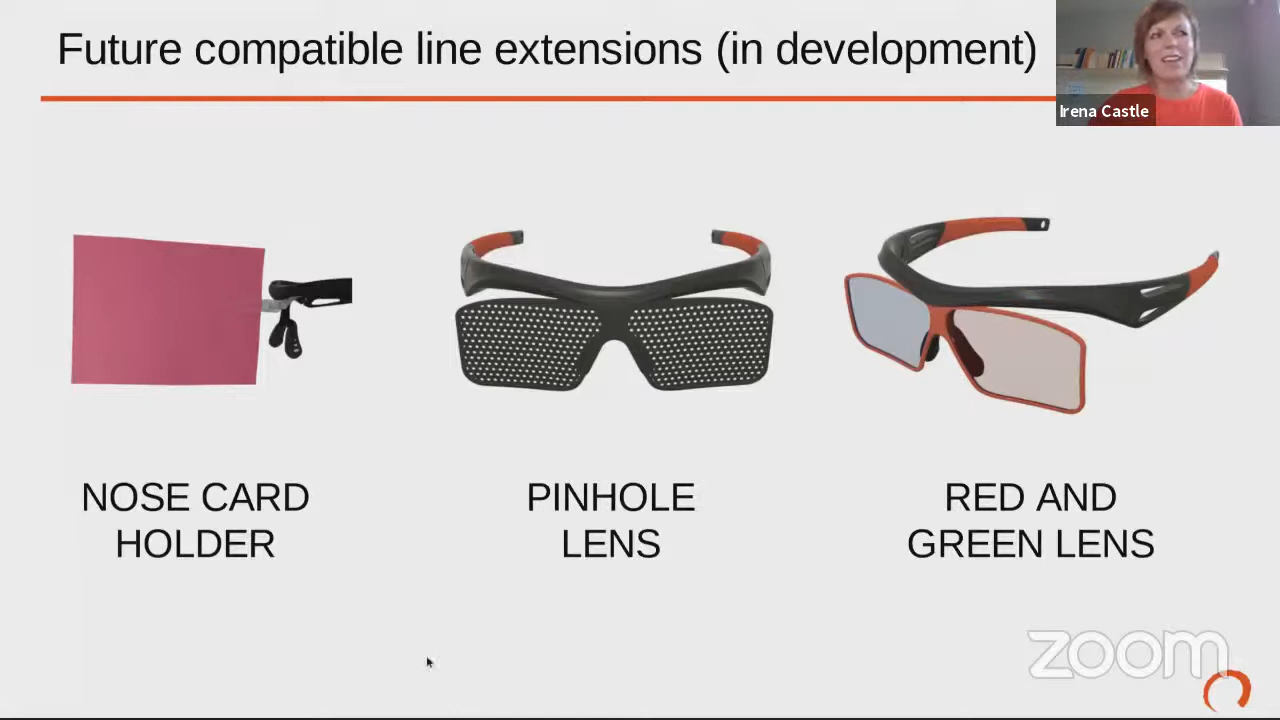 Future compatible line extensions (in development)
Irena Castle
NOSE CARD
HOLDER
PINHOLE
LENS
RED AND
GREEN LENS
zoom